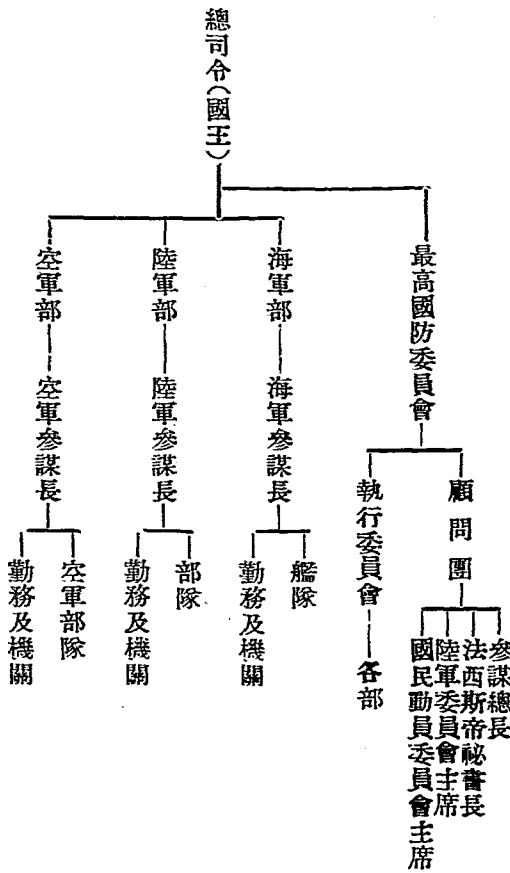 總司令(國王)
最高國防委員會
顧問團
參謀總長
法西斯帝祕書長
陸軍委員會主席
國民動員委員會主席
執行委員會
各部
海軍部
海軍參謀長
艦隊
勤務及機關
陸軍部
陸軍參謀長
部隊
勤務及機關
空軍部
空軍參謀長
空軍部隊
勤務及機關